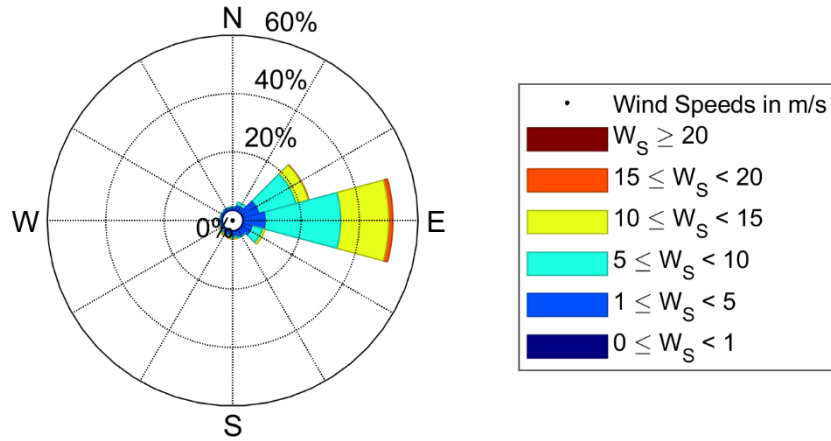 N
60%
40%
20%
0%
W
E
S
Wind Speeds in m/s
W_S ≥ 20
15 ≤ W_S < 20
10 ≤ W_S < 15
5 ≤ W_S < 10
1 ≤ W_S < 5
0 ≤ W_S < 1